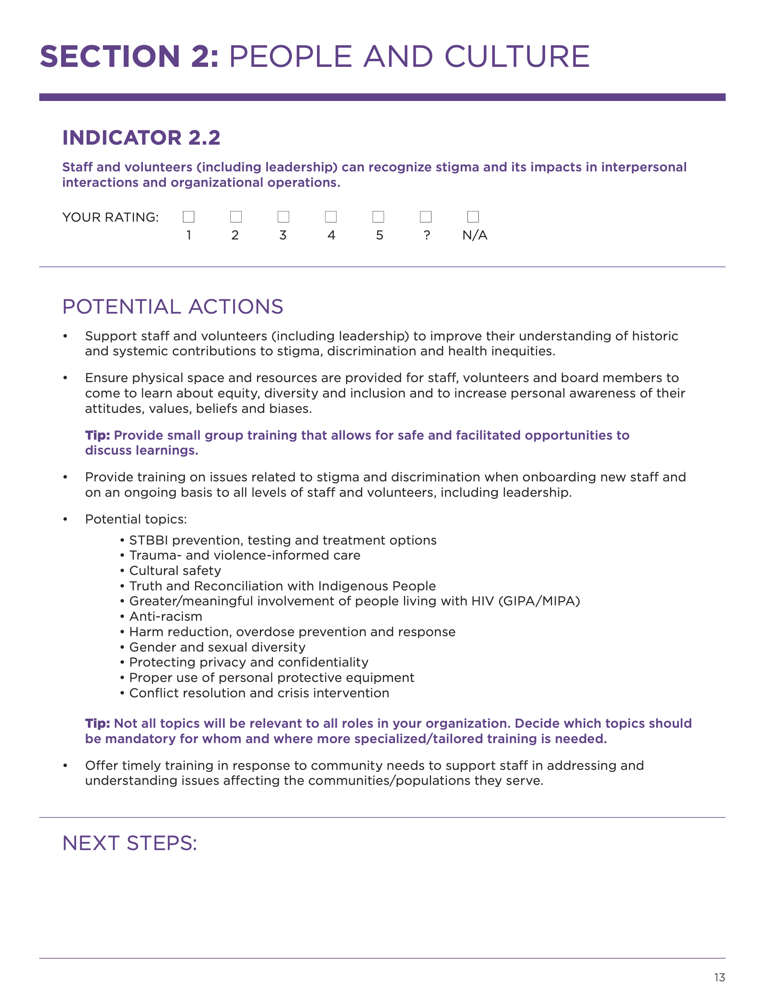 SECTION 2: PEOPLE AND CULTURE
INDICATOR 2.2
Staff and volunteers (including leadership) can recognize stigma and its impacts in interpersonal
interactions and organizational operations.
YOUR RATING:
1 2 3 4 5 ? N/A
POTENTIAL ACTIONS
• Support staff and volunteers (including leadership) to improve their understanding of historic
and systemic contributions to stigma, discrimination and health inequities.
• Ensure physical space and resources are provided for staff, volunteers and board members to
come to learn about equity, diversity and inclusion and to increase personal awareness of their
attitudes, values, beliefs and biases.
Tip: Provide small group training that allows for safe and facilitated opportunities to
discuss learnings.
• Provide training on issues related to stigma and discrimination when onboarding new staff and
on an ongoing basis to all levels of staff and volunteers, including leadership.
• Potential topics:
• STBBI prevention, testing and treatment options
• Trauma- and violence-informed care
• Cultural safety
• Truth and Reconciliation with Indigenous People
• Greater/meaningful involvement of people living with HIV (GIPA/MIPA)
• Anti-racism
• Harm reduction, overdose prevention and response
• Gender and sexual diversity
• Protecting privacy and confidentiality
• Proper use of personal protective equipment
• Conflict resolution and crisis intervention
Tip: Not all topics will be relevant to all roles in your organization. Decide which topics should
be mandatory for whom and where more specialized/tailored training is needed.
• Offer timely training in response to community needs to support staff in addressing and
understanding issues affecting the communities/populations they serve.
NEXT STEPS:
13